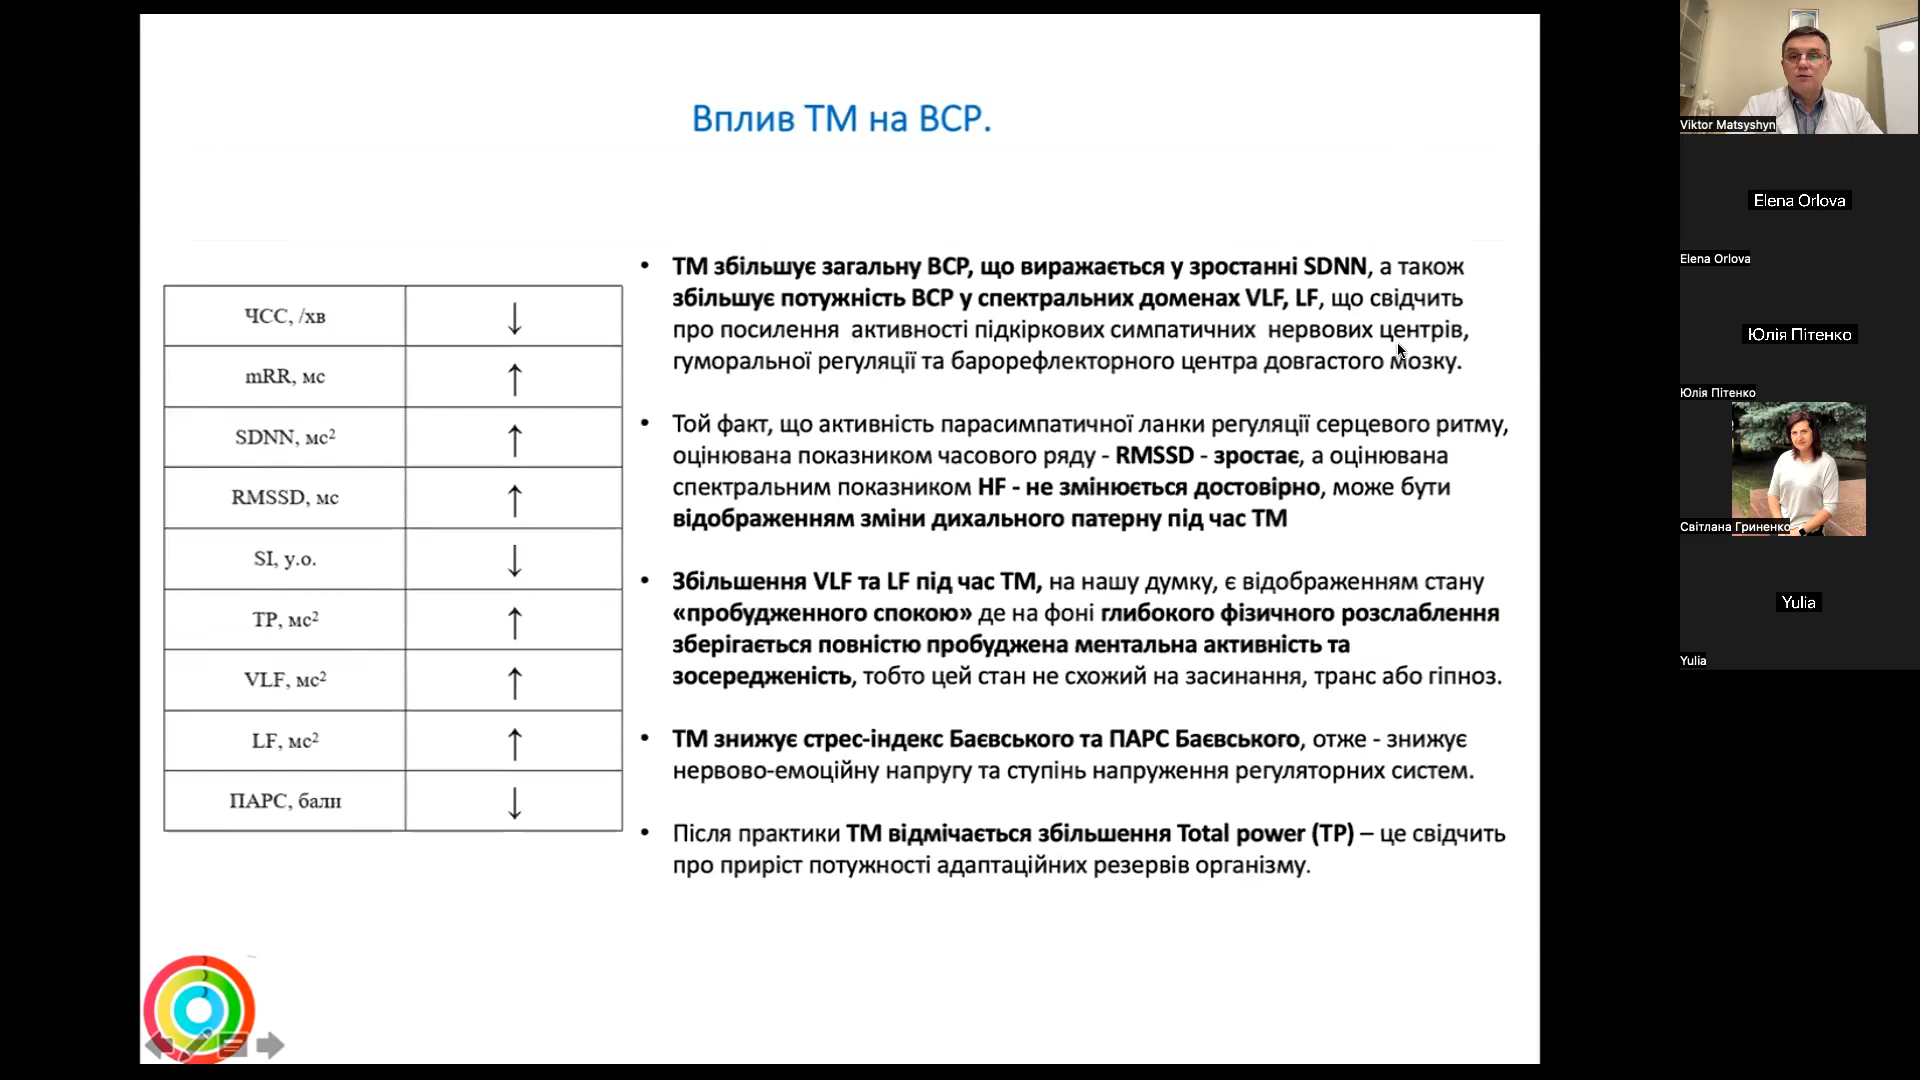 Вплив ТМ на ВСР.
ЧСС, /хв ↓
mRR, мс ↑
SDNN, мс² ↑
RMSSD, мс ↑
SI, у.о. ↓
TP, мс² ↑
VLF, мс² ↑
LF, мс² ↑
ПАРС, бали ↓
• ТМ збільшує загальну ВСР, що виражається у зростанні SDNN, а також
збільшує потужність ВСР у спектральних доменах VLF, LF, що свідчить
про посилення активності підкіркових симпатичних нервових центрів,
гуморальної регуляції та барорефлекторного центра довгастого мозку.
• Той факт, що активність парасимпатичної ланки регуляції серцевого ритму,
оцінювана показником часового ряду - RMSSD - зростає, а оцінювана
спектральним показником HF - не змінюється достовірно, може бути
відображенням зміни дихального патерну під час ТМ
• Збільшення VLF та LF під час ТМ, на нашу думку, є відображенням стану
«пробудженного спокою» де на фоні глибокого фізичного розслаблення
зберігається повністю пробуджена ментальна активність та
зосередженість, тобто цей стан не схожий на засинання, транс або гіпноз.
• ТМ знижує стрес-індекс Баєвського та ПАРС Баєвського, отже - знижує
нервово-емоційну напругу та ступінь напруження регуляторних систем.
• Після практики ТМ відмічається збільшення Total power (TP) – це свідчить
про приріст потужності адаптаційних резервів організму.
Viktor Matsyshyn
Elena Orlova
Elena Orlova
Юлія Пітенко
Юлія Пітенко
Світлана Гриненко
Yulia
Yulia